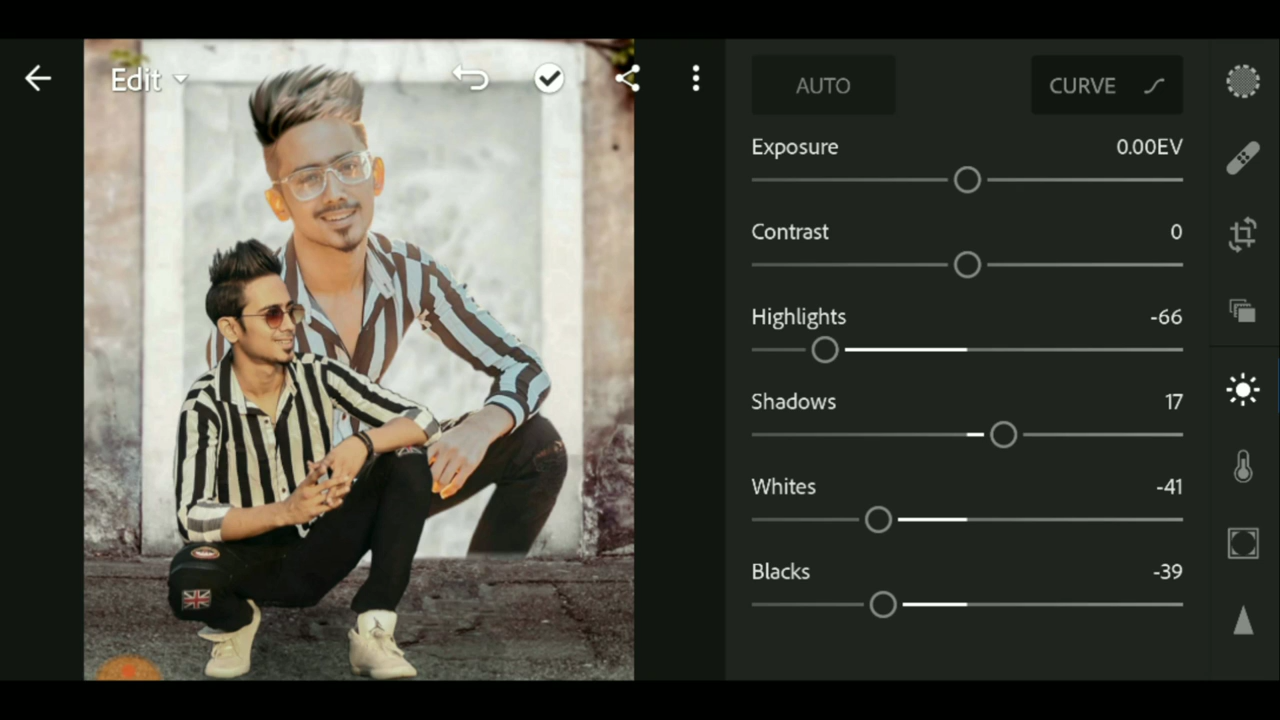 Edit
AUTO
CURVE
Exposure 0.00EV
Contrast 0
Highlights -66
Shadows 17
Whites -41
Blacks -39